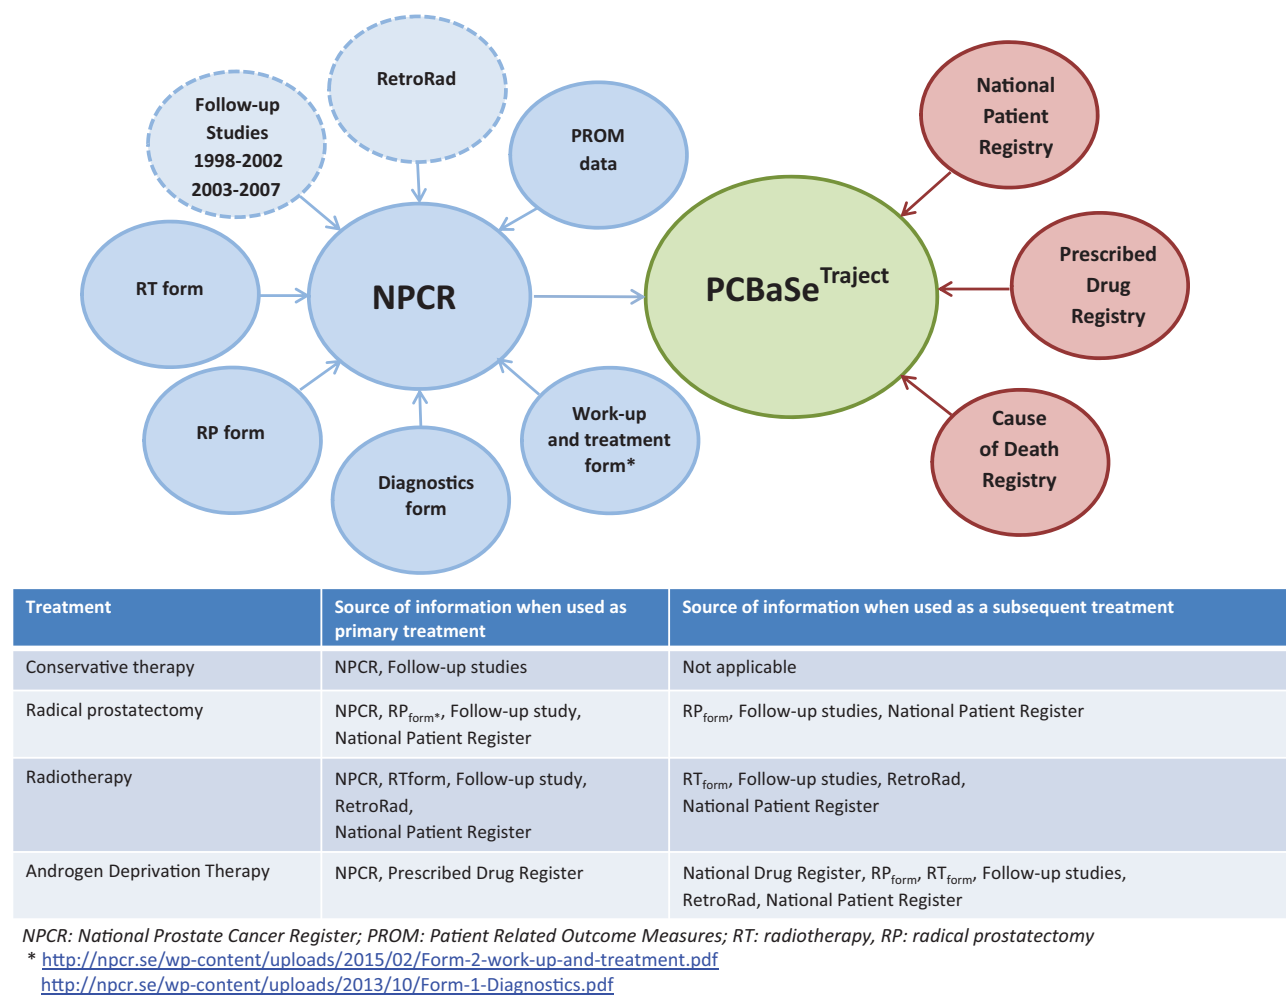 RetroRad
Follow-up
Studies
1998-2002
2003-2007
PROM
data
National
Patient
Registry
RT form
NPCR
PCBaSe^Traject
Prescribed
Drug
Registry
RP form
Diagnostics
form
Work-up
and treatment
form*
Cause
of Death
Registry
Treatment
Source of information when used as
primary treatment
Source of information when used as a subsequent treatment
Conservative therapy
NPCR, Follow-up studies
Not applicable
Radical prostatectomy
NPCR, RP_form*, Follow-up study,
National Patient Register
RP_form, Follow-up studies, National Patient Register
Radiotherapy
NPCR, RTform, Follow-up study,
RetroRad,
National Patient Register
RT_form, Follow-up studies, RetroRad,
National Patient Register
Androgen Deprivation Therapy
NPCR, Prescribed Drug Register
National Drug Register, RP_form, RT_form, Follow-up studies,
RetroRad, National Patient Register
NPCR: National Prostate Cancer Register; PROM: Patient Related Outcome Measures; RT: radiotherapy, RP: radical prostatectomy
* http://npcr.se/wp-content/uploads/2015/02/Form-2-work-up-and-treatment.pdf
http://npcr.se/wp-content/uploads/2013/10/Form-1-Diagnostics.pdf